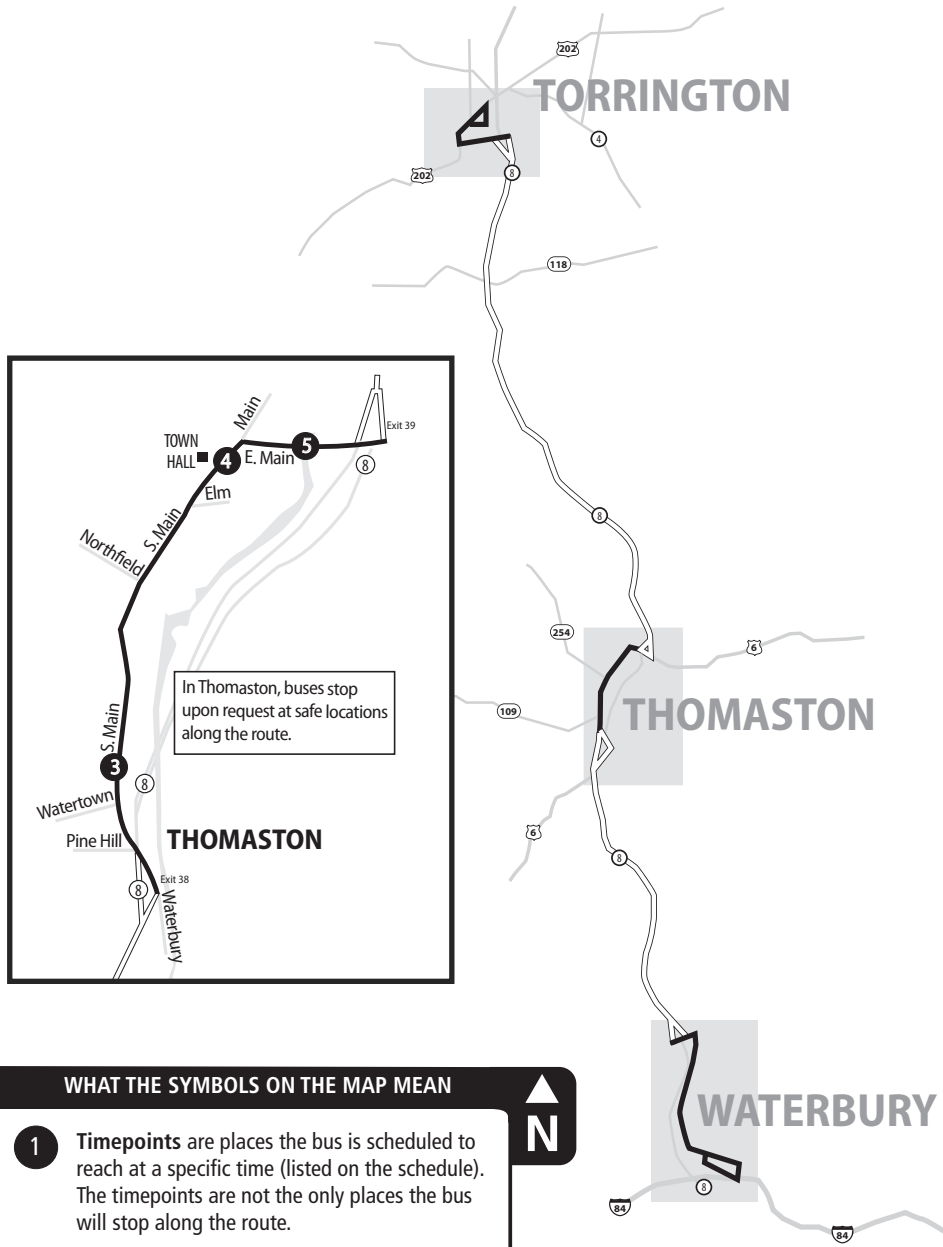 202
TORRINGTON
4
202
8
118
Main
Exit 39
TOWN
HALL
4
E. Main
5
8
Elm
S. Main
Northfield
8
254
6
In Thomaston, buses stop
upon request at safe locations
along the route.
109
THOMASTON
S. Main
3
8
Watertown
Pine Hill
THOMASTON
6
8
Exit 38
8
Waterbury
WHAT THE SYMBOLS ON THE MAP MEAN
N
1
Timepoints are places the bus is scheduled to
reach at a specific time (listed on the schedule).
The timepoints are not the only places the bus
will stop along the route.
WATERBURY
8
84
84